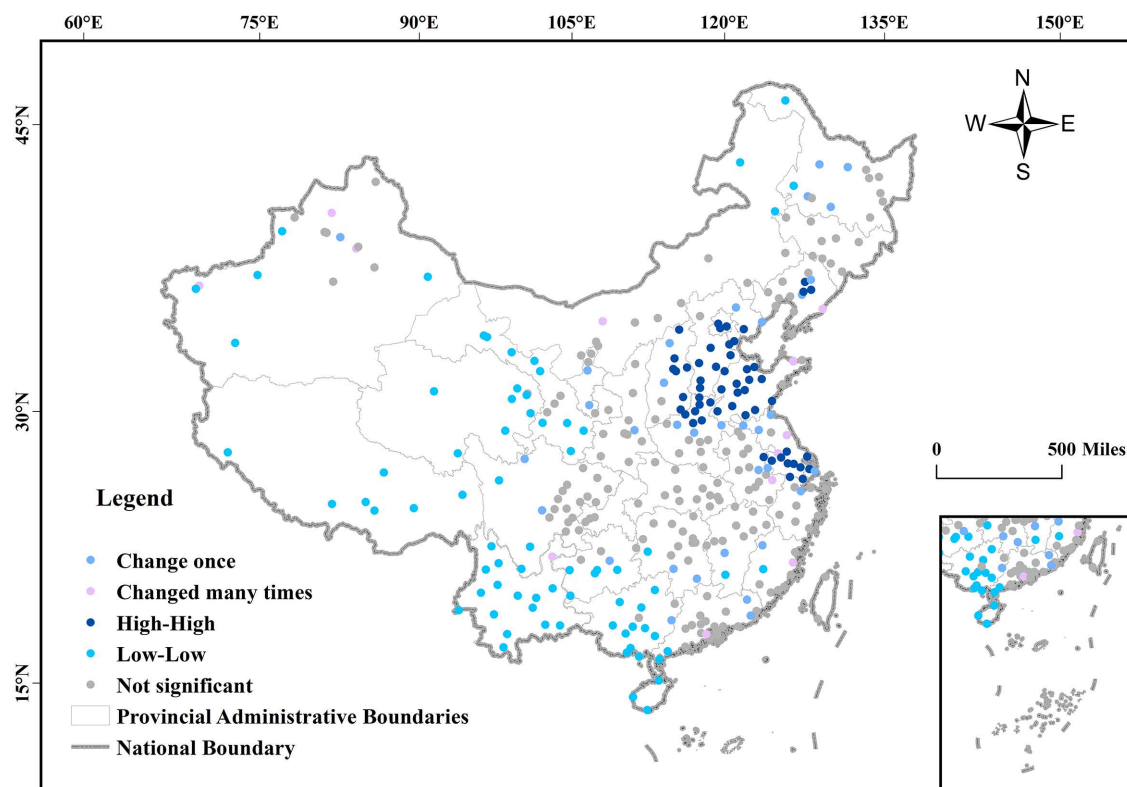 60°E 75°E 90°E 105°E 120°E 135°E 150°E
45°N
30°N
15°N
N
W E
S
0 500 Miles
Legend
Change once
Changed many times
High-High
Low-Low
Not significant
Provincial Administrative Boundaries
National Boundary